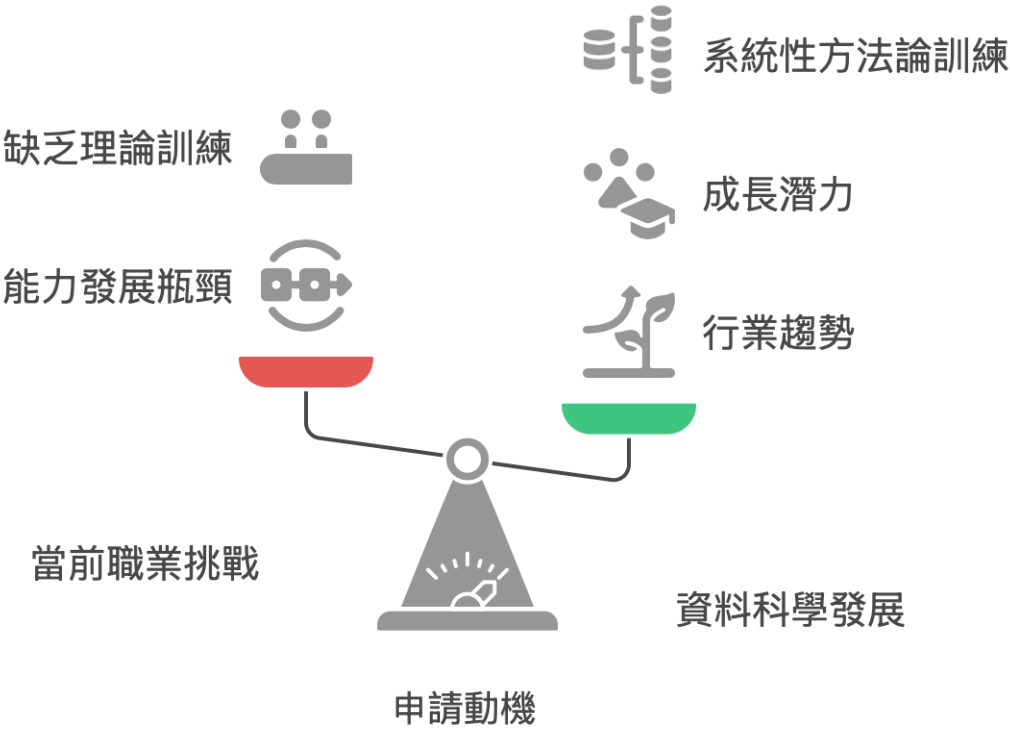 系統性方法論訓練
缺乏理論訓練
成長潛力
能力發展瓶頸
行業趨勢
當前職業挑戰
資料科學發展
申請動機